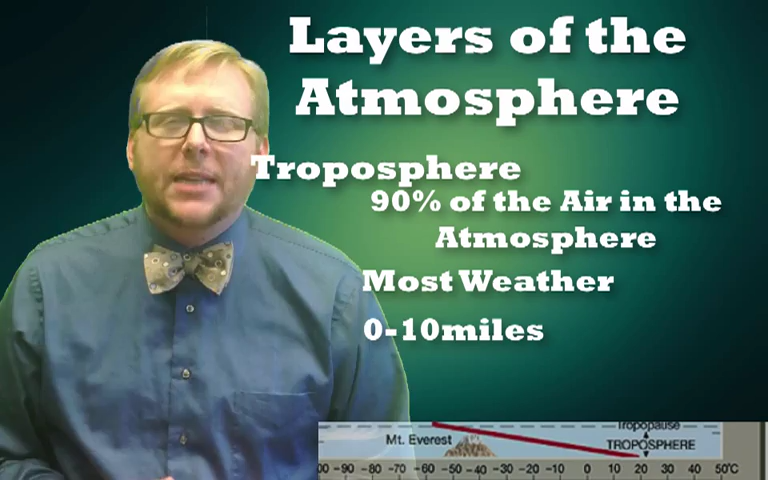 Layers of the
Atmosphere
Troposphere
90% of the Air in the
Atmosphere
Most Weather
0-10miles
Tropopause
Mt. Everest
TROPOSPHERE
00 -90 -80 -70 -60 -50 -40 -30 -20 -10 0 10 20 30 40 50°C